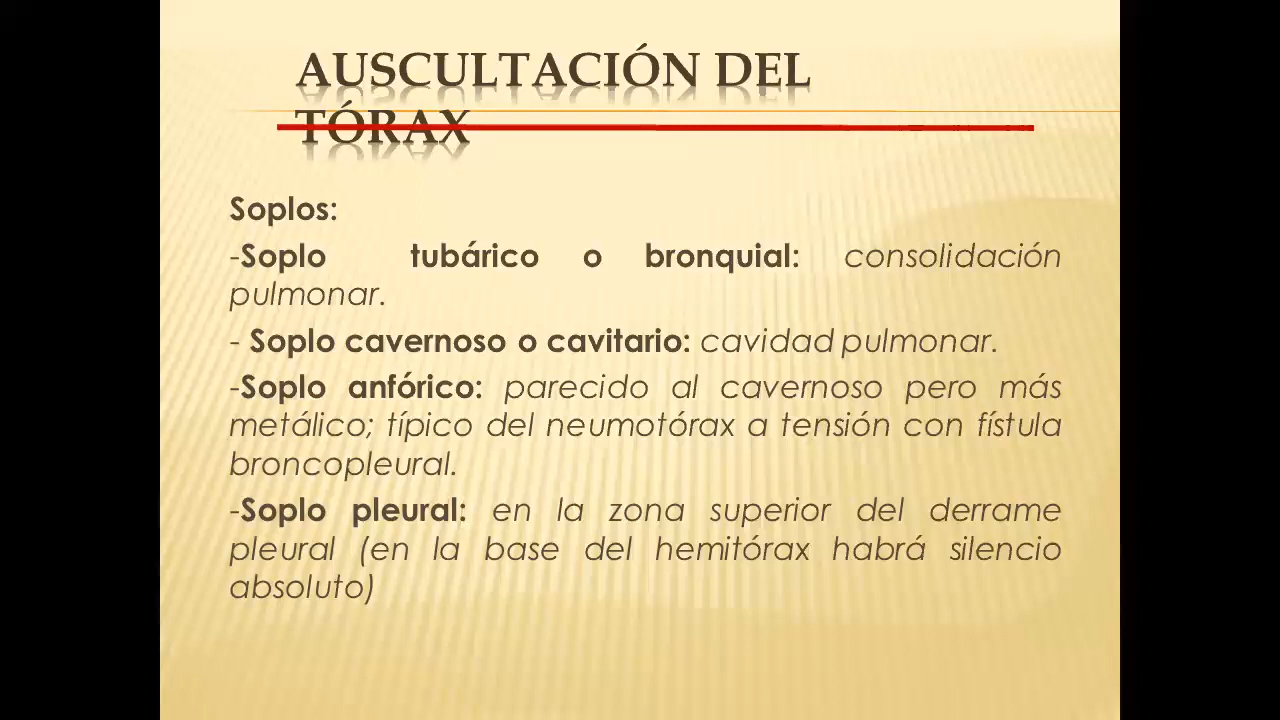 AUSCULTACIÓN DEL
TÓRAX
Soplos:
-Soplo tubárico o bronquial: consolidación
pulmonar.
- Soplo cavernoso o cavitario: cavidad pulmonar.
-Soplo anfórico: parecido al cavernoso pero más
metálico; típico del neumotórax a tensión con fístula
broncopleural.
-Soplo pleural: en la zona superior del derrame
pleural (en la base del hemitórax habrá silencio
absoluto)